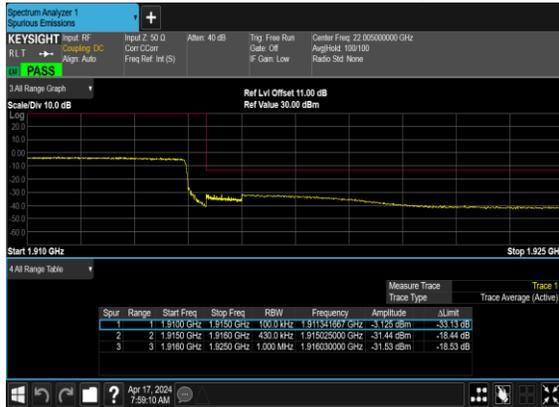 Spectrum Analyzer 1
Spurious Emissions
+
KEYSIGHT Input: RF Input Z: 50 Ω Atten: 40 dB Trig: Free Run Center Freq: 22.005000000 GHz
RLT Coupling: DC Corr CCorr Gate: Off Avg|Hold: 100/100
Align: Auto Freq Ref: Int (S) IF Gain: Low Radio Std: None
PASS
3 All Range Graph
Ref Lvl Offset 11.00 dB
Scale/Div 10.0 dB Ref Value 30.00 dBm
Log
20.0
10.0
0.00
-10.0
-20.0
-30.0
-40.0
-50.0
-60.0
Start 1.910 GHz Stop 1.925 GH
4 All Range Table
Measure Trace Trace 1
Trace Type Trace Average (Active)
Spur Range Start Freq Stop Freq RBW Frequency Amplitude ΔLimit
1 1 1.9100 GHz 1.9150 GHz 100.0 kHz 1.911341667 GHz -3.125 dBm -33.13 dB
2 2 1.9150 GHz 1.9160 GHz 430.0 kHz 1.915025000 GHz -31.44 dBm -18.44 dB
3 3 1.9160 GHz 1.9250 GHz 1.000 MHz 1.916030000 GHz -31.53 dBm -18.53 dB
? Apr 17, 2024
7:59:10 AM